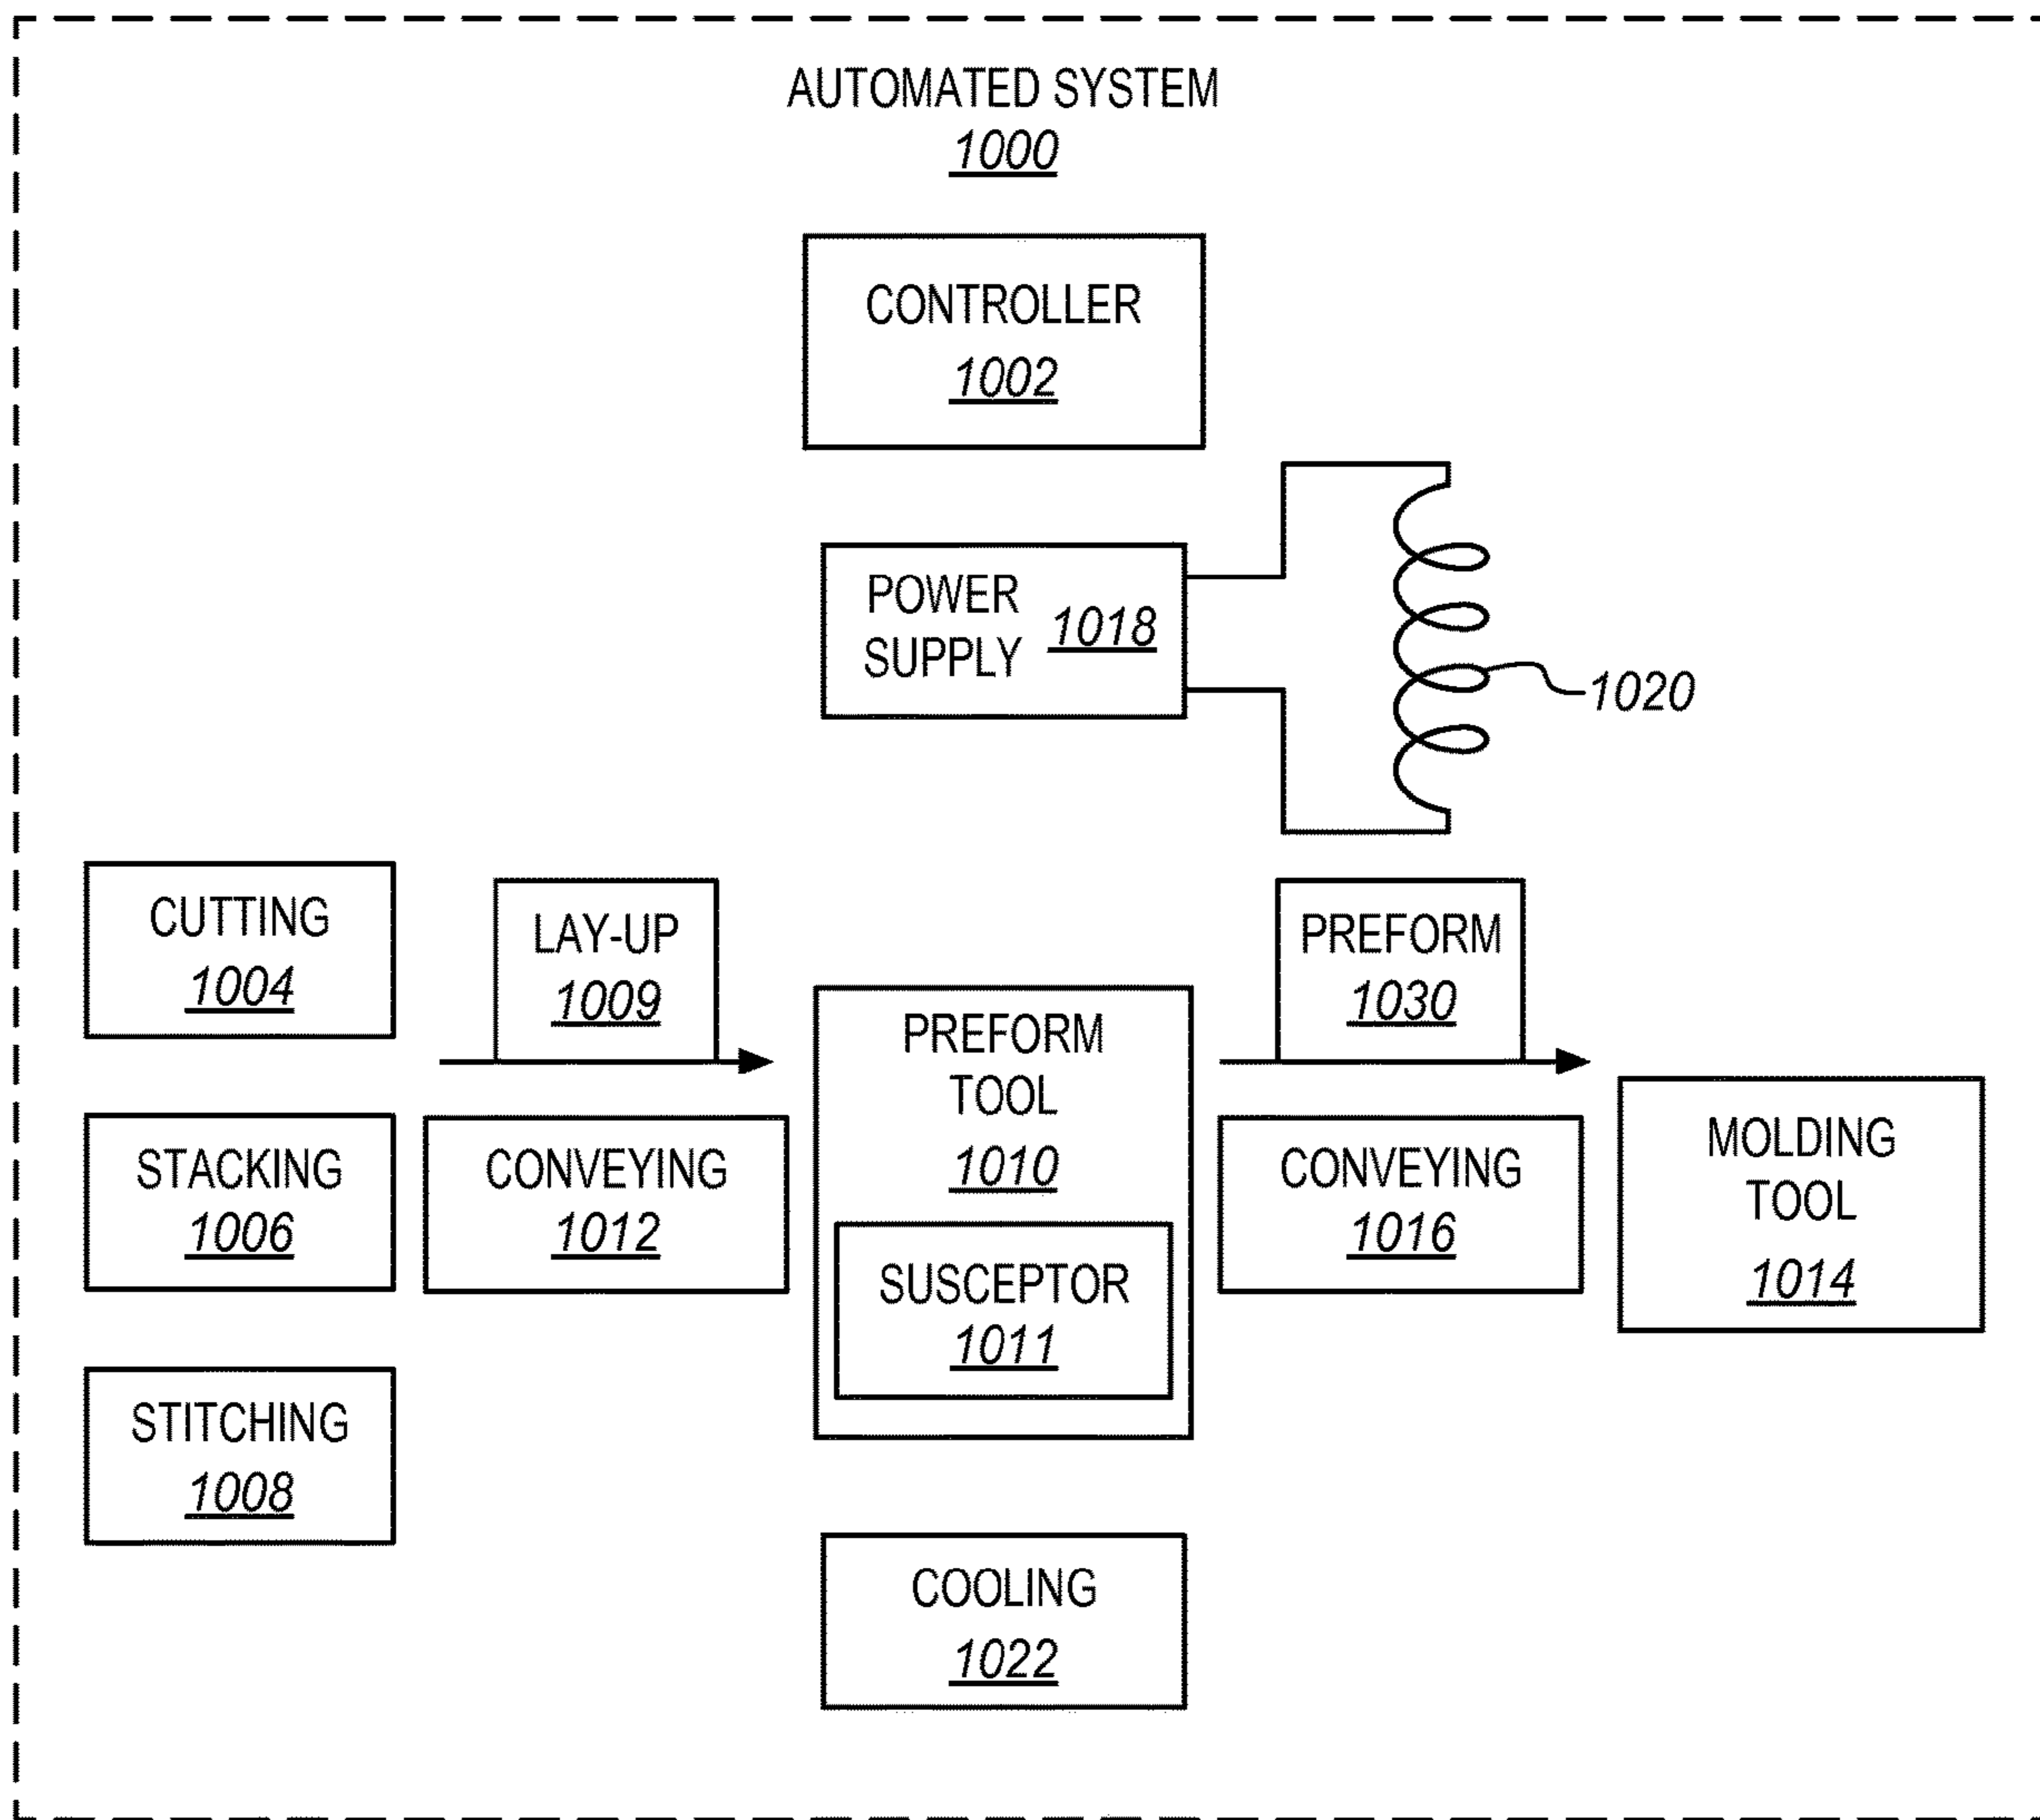 AUTOMATED SYSTEM
1000
CONTROLLER
1002
POWER
SUPPLY
1018
1020
CUTTING
1004
LAY-UP
1009
PREFORM
1030
STACKING
1006
CONVEYING
1012
PREFORM
TOOL
1010
SUSCEPTOR
1011
CONVEYING
1016
MOLDING
TOOL
1014
STITCHING
1008
COOLING
1022